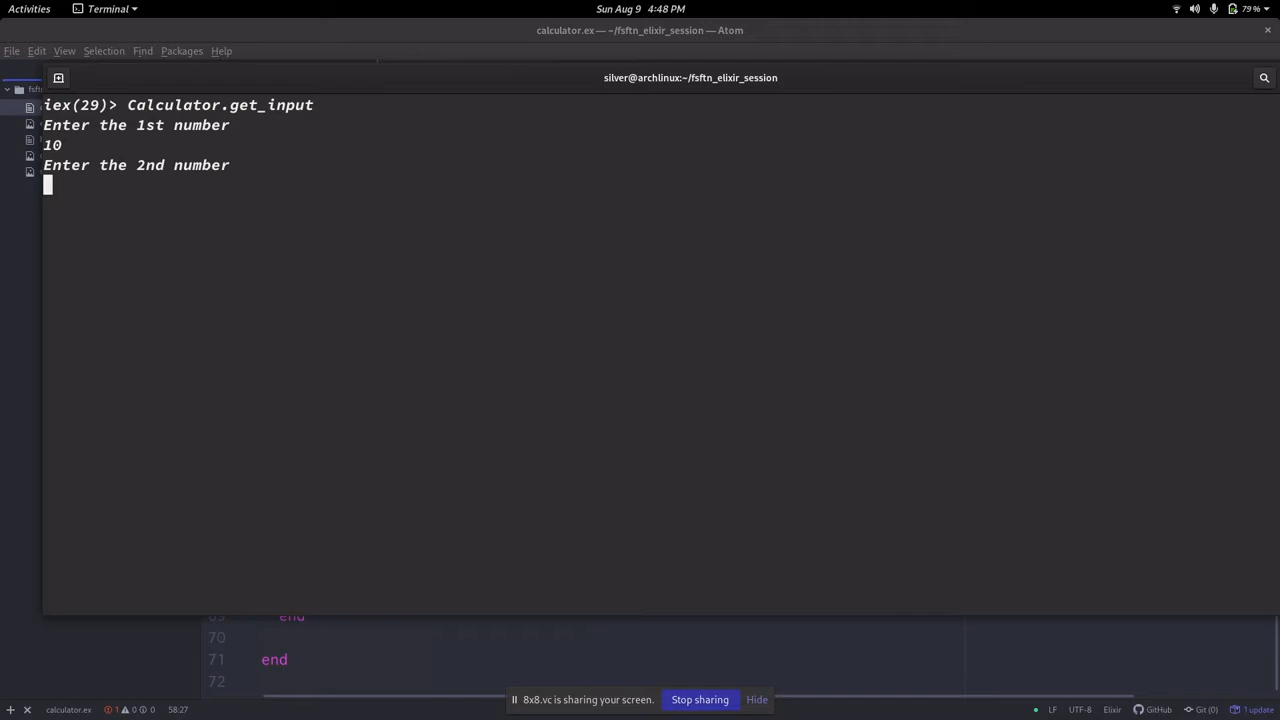 Activities
Terminal
Sun Aug 9 4:48 PM
79 %
calculator.ex — ~/fsftn_elixir_session — Atom
File Edit View Selection Find Packages Help
silver@archlinux:~/fsftn_elixir_session
fsft
iex(29)> Calculator.get_input
Enter the 1st number
10
Enter the 2nd number
69 end
70
71 end
72
8x8.vc is sharing your screen. Stop sharing Hide
calculator.ex 1 0 0 58:27 LF UTF-8 Elixir GitHub Git (0) 1 update